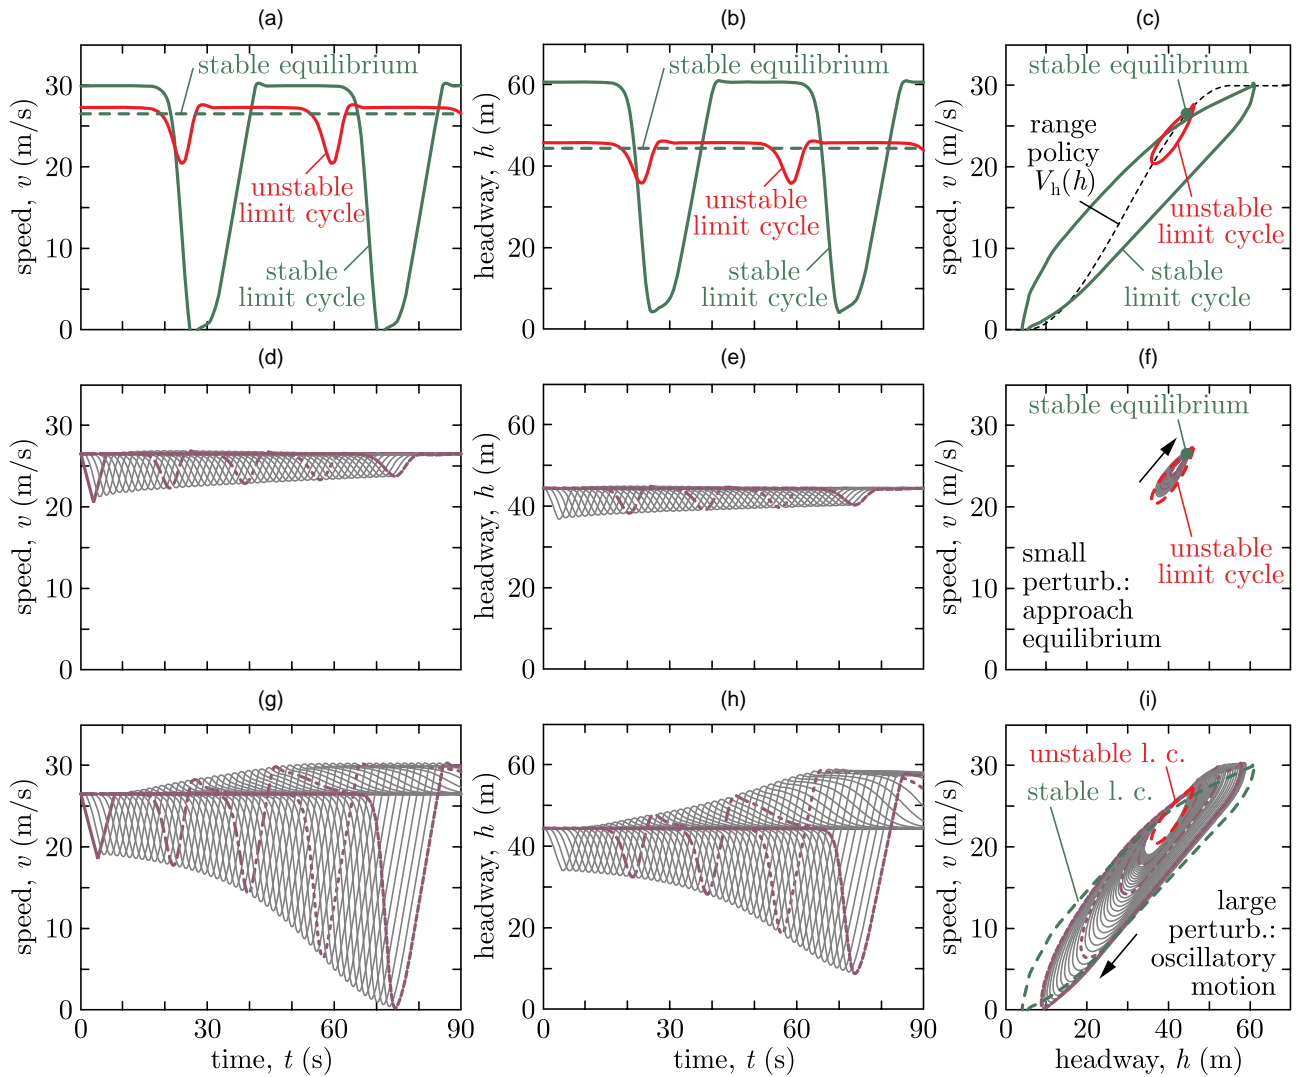 (a)
speed, v (m/s)
30
20
10
0
stable equilibrium
unstable
limit cycle
stable
limit cycle
(b)
headway, h (m)
60
40
20
0
stable equilibrium
unstable
limit cycle
stable
limit cycle
(c)
speed, v (m/s)
30
20
10
0
stable equilibrium
range
policy
Vh(h)
unstable
limit cycle
stable
limit cycle
(d)
speed, v (m/s)
30
20
10
0
(e)
headway, h (m)
60
40
20
0
(f)
speed, v (m/s)
30
20
10
0
stable equilibrium
unstable
limit cycle
small
perturb.:
approach
equilibrium
(g)
speed, v (m/s)
30
20
10
0
0 30 60 90
time, t (s)
(h)
headway, h (m)
60
40
20
0
0 30 60 90
time, t (s)
(i)
speed, v (m/s)
30
20
10
0
unstable l. c.
stable l. c.
large
perturb.:
oscillatory
motion
0 20 40 60
headway, h (m)